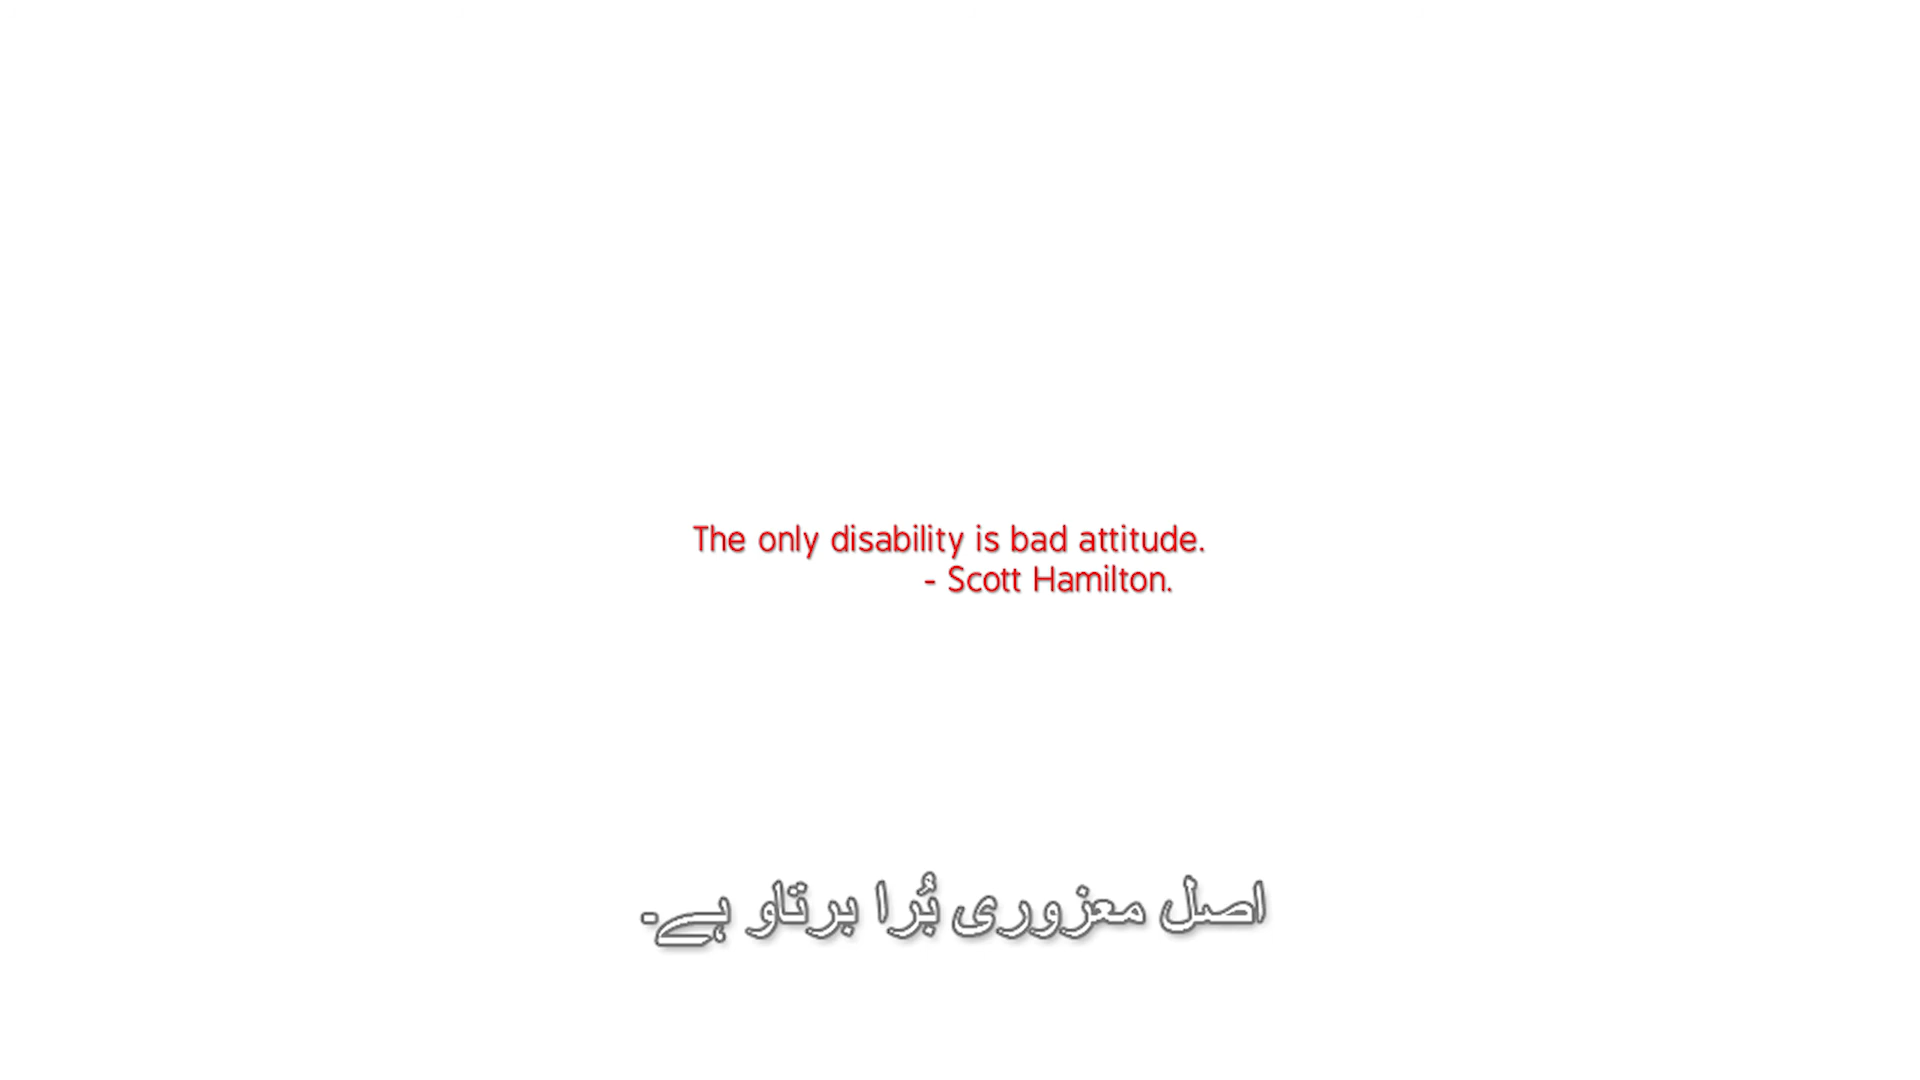 The only disability is bad attitude.
- Scott Hamilton.
اصل معزوری بُرا برتاو ہے۔